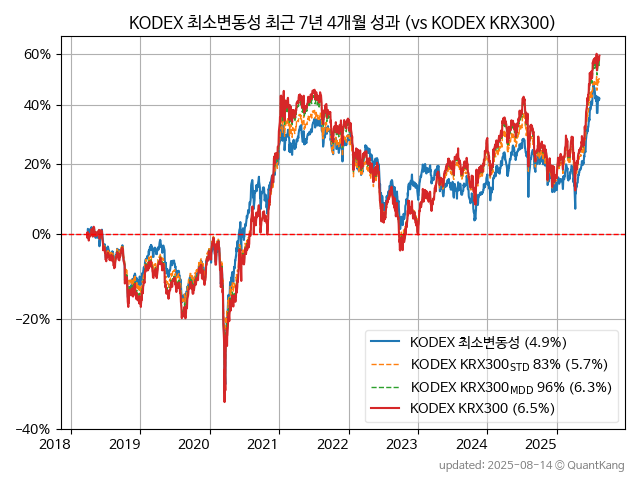 KODEX 최소변동성 최근 7년 4개월 성과 (vs KODEX KRX300)
60%
40%
20%
0%
−20%
−40%
KODEX 최소변동성 (4.9%)
KODEX KRX300STD 83% (5.7%)
KODEX KRX300MDD 96% (6.3%)
KODEX KRX300 (6.5%)
2018 2019 2020 2021 2022 2023 2024 2025
updated: 2025-08-14 © QuantKang